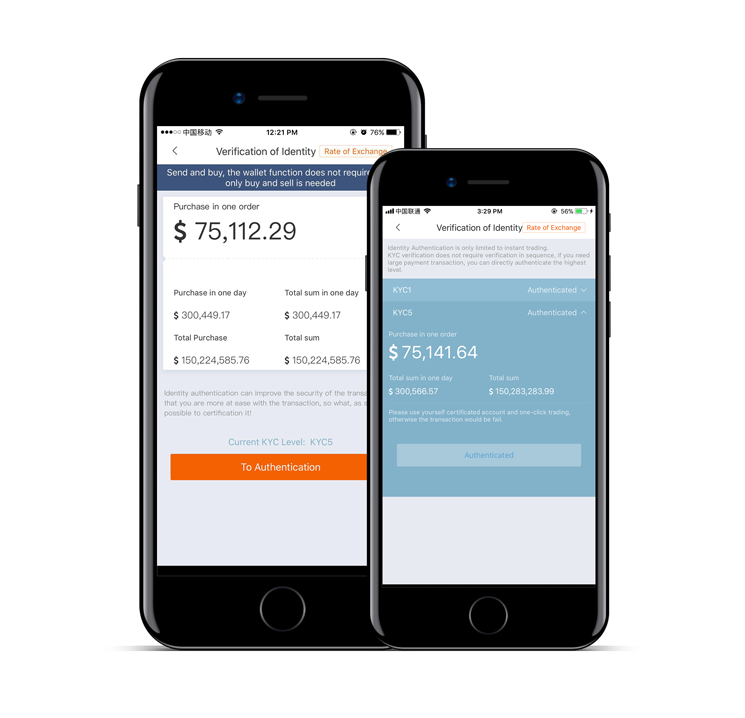 中国移动 12:21 PM 76%
Verification of Identity Rate of Exchange
Send and buy, the wallet function does not require
only buy and sell is needed
Purchase in one order
$ 75,112.29
Purchase in one day Total sum in one day
$ 300,449.17 $ 300,449.17
Total Purchase Total sum
$ 150,224,585.76 $ 150,224,585.76
Identity authentication can improve the security of the
that you are more at ease with the transaction, so what, as
possible to certification it!
Current KYC Level: KYC5
To Authentication
中国联通 3:29 PM 56%
Verification of Identity Rate of Exchange
Identity Authentication is only limited to instant trading.
KYC verification does not require verification in sequence, if you need
large payment transaction, you can directly authenticate the highest
level.
KYC1 Authenticated
KYC5 Authenticated
Purchase in one order
$ 75,141.64
Total sum in one day Total sum
$ 300,566.57 $ 150,283,283.99
Please use yourself certificated account and one-click trading,
otherwise the transaction would be fail.
Authenticated